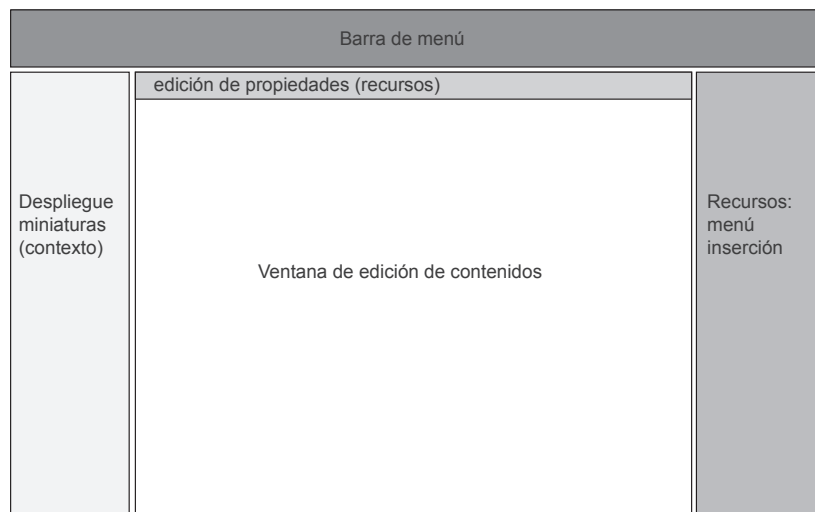 Barra de menú
edición de propiedades (recursos)
Despliegue
miniaturas
(contexto)
Ventana de edición de contenidos
Recursos:
menú
inserción